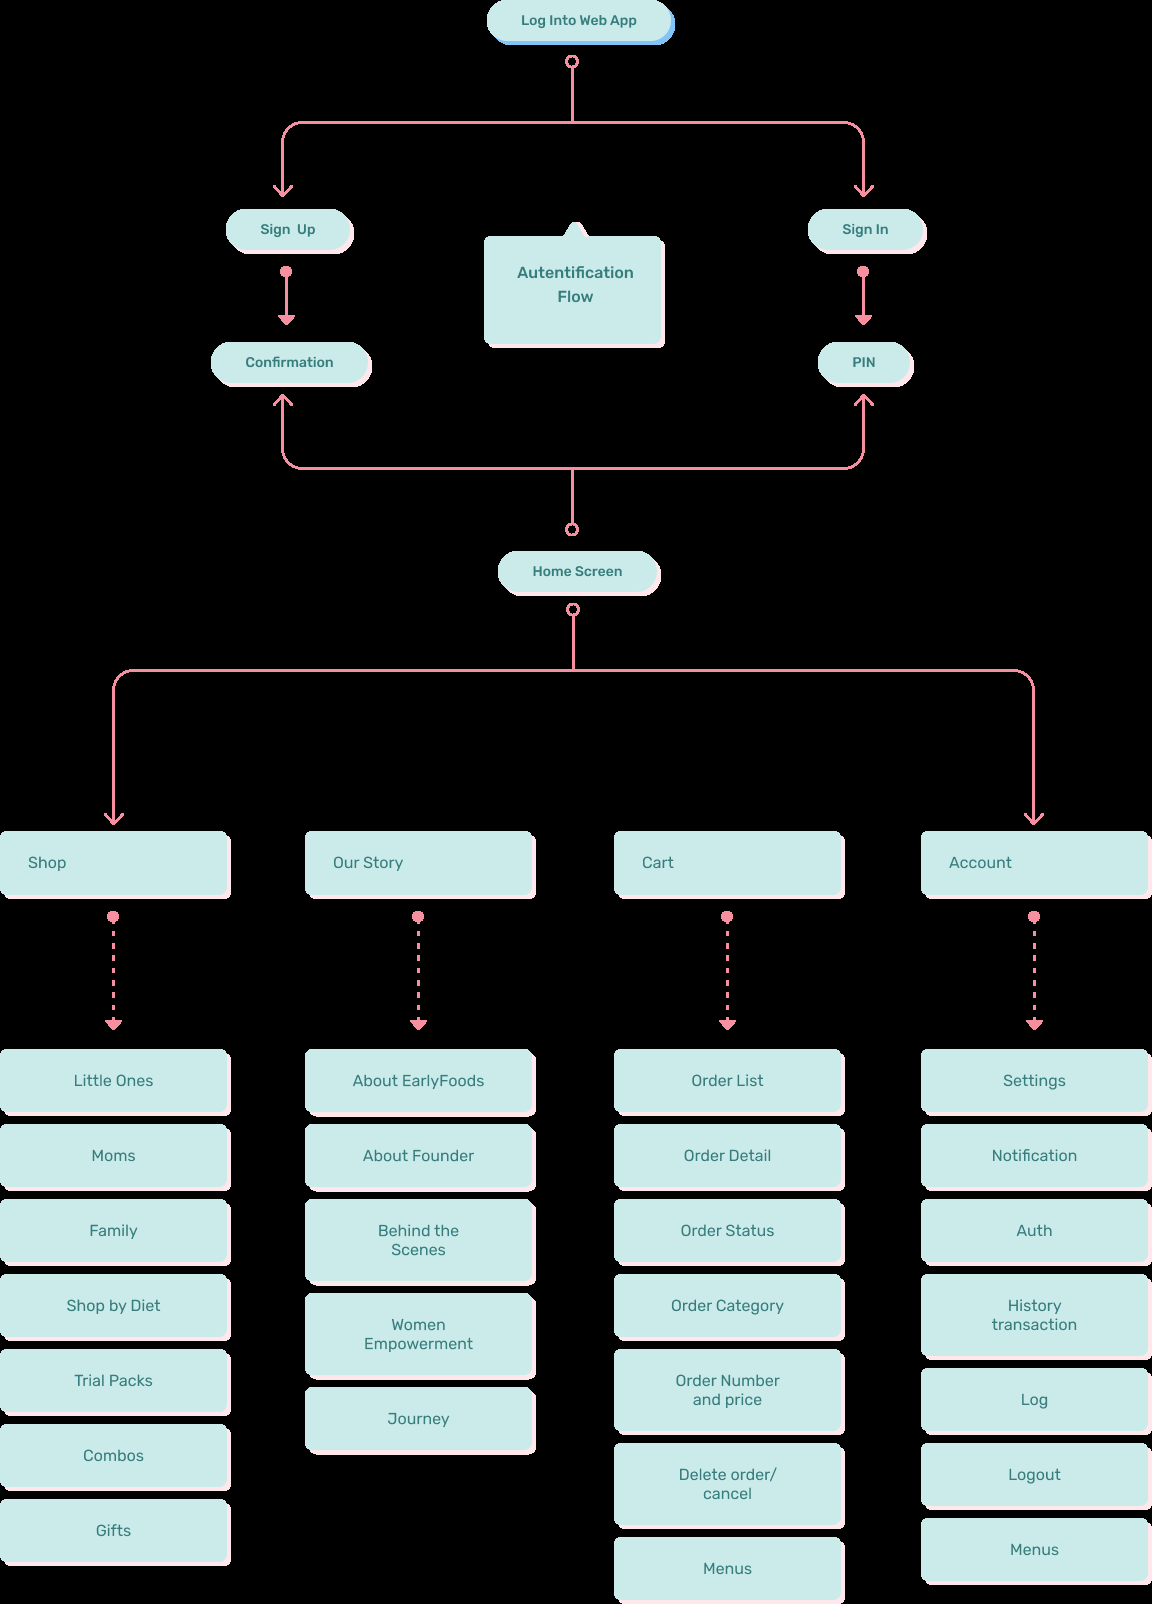 Log Into Web App
Sign Up
Sign In
Autentification
Flow
Confirmation
PIN
Home Screen
Shop
Our Story
Cart
Account
Little Ones
Moms
Family
Shop by Diet
Trial Packs
Combos
Gifts
About EarlyFoods
About Founder
Behind the
Scenes
Women
Empowerment
Journey
Order List
Order Detail
Order Status
Order Category
Order Number
and price
Delete order/
cancel
Menus
Settings
Notification
Auth
History
transaction
Log
Logout
Menus